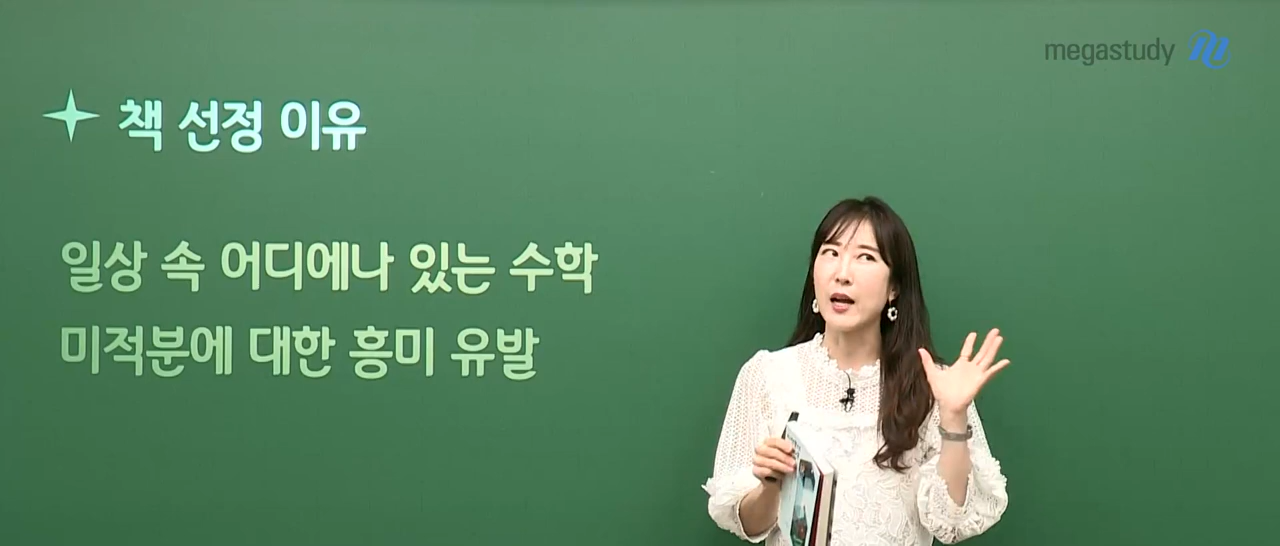 megastudy
책 선정 이유
일상 속 어디에나 있는 수학
미적분에 대한 흥미 유발